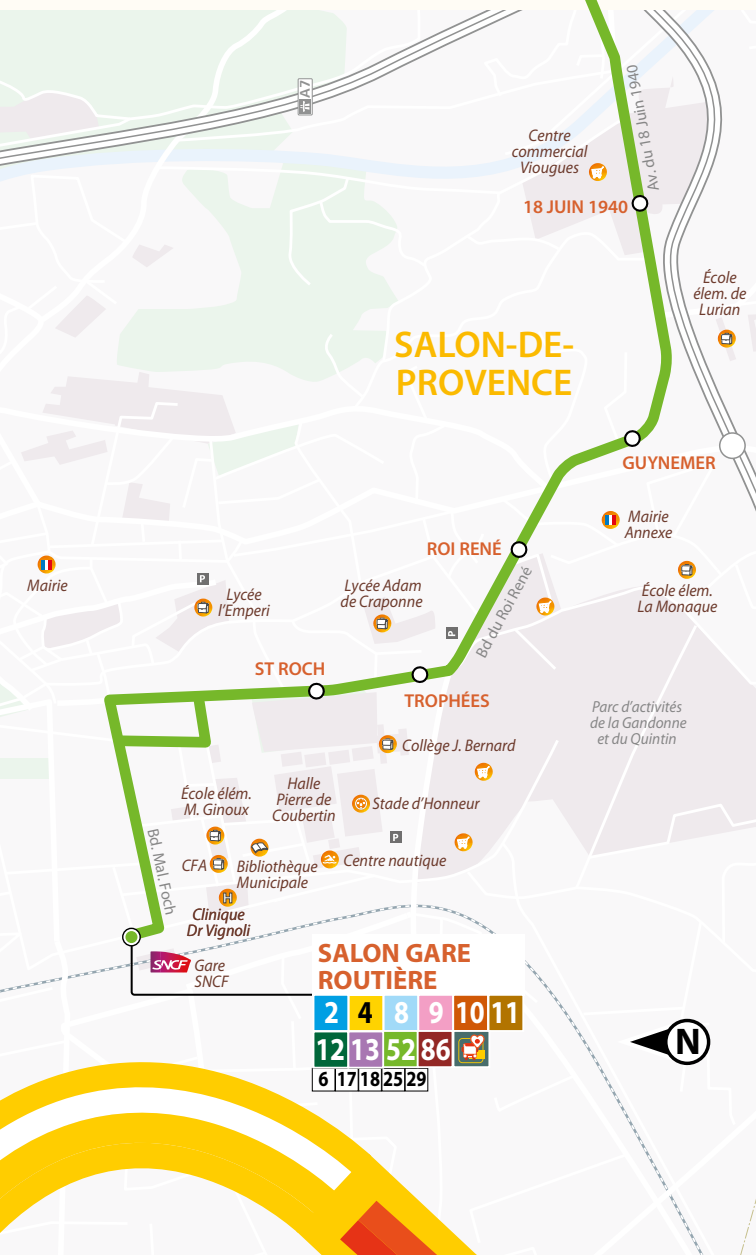 A7
Av. du 18 Juin 1940
Centre
commercial
Viougues
18 JUIN 1940
École
élem. de
Lurian
SALON-DE-
PROVENCE
GUYNEMER
Mairie
Annexe
ROI RENÉ
Bd du Roi René
École élem.
La Monaque
Mairie
P
Lycée
l'Emperi
Lycée Adam
de Craponne
P
ST ROCH
TROPHÉES
Parc d'activités
de la Gandonne
et du Quintin
Collège J. Bernard
École élém.
M. Ginoux
Halle
Pierre de
Coubertin
Stade d'Honneur
P
Bd. Mal. Foch
CFA
Bibliothèque
Municipale
Centre nautique
H
Clinique
Dr Vignoli
SNCF
Gare
SNCF
SALON GARE
ROUTIÈRE
2 4 8 9 10 11
12 13 52 86
6 17 18 25 29
N